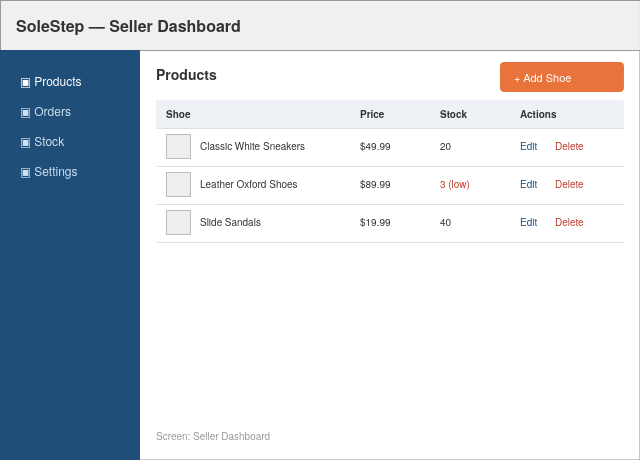 SoleStep — Seller Dashboard
▣ Products
▣ Orders
▣ Stock
▣ Settings
Products
+ Add Shoe
Shoe Price Stock Actions
Classic White Sneakers $49.99 20 Edit Delete
Leather Oxford Shoes $89.99 3 (low) Edit Delete
Slide Sandals $19.99 40 Edit Delete
Screen: Seller Dashboard